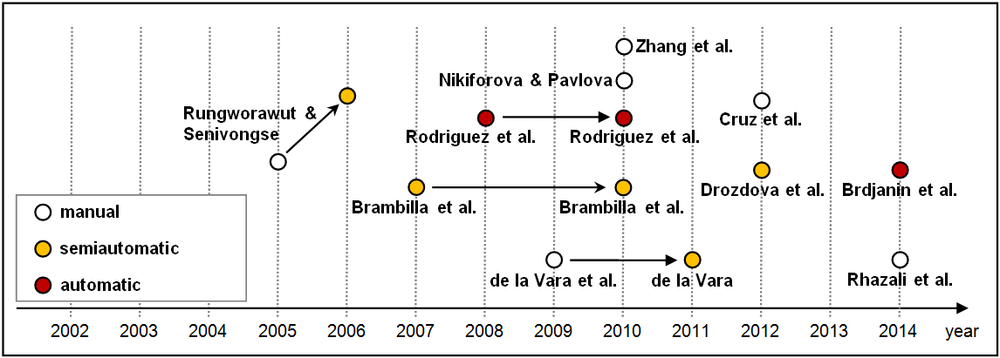 Zhang et al.
Nikiforova & Pavlova
Rungworawut &
Senivongse
Rodriguez et al.
Rodriguez et al.
Cruz et al.
Brambilla et al.
Brambilla et al.
Drozdova et al.
Brdjanin et al.
manual
semiautomatic
automatic
de la Vara et al.
de la Vara
Rhazali et al.
2002 2003 2004 2005 2006 2007 2008 2009 2010 2011 2012 2013 2014 year